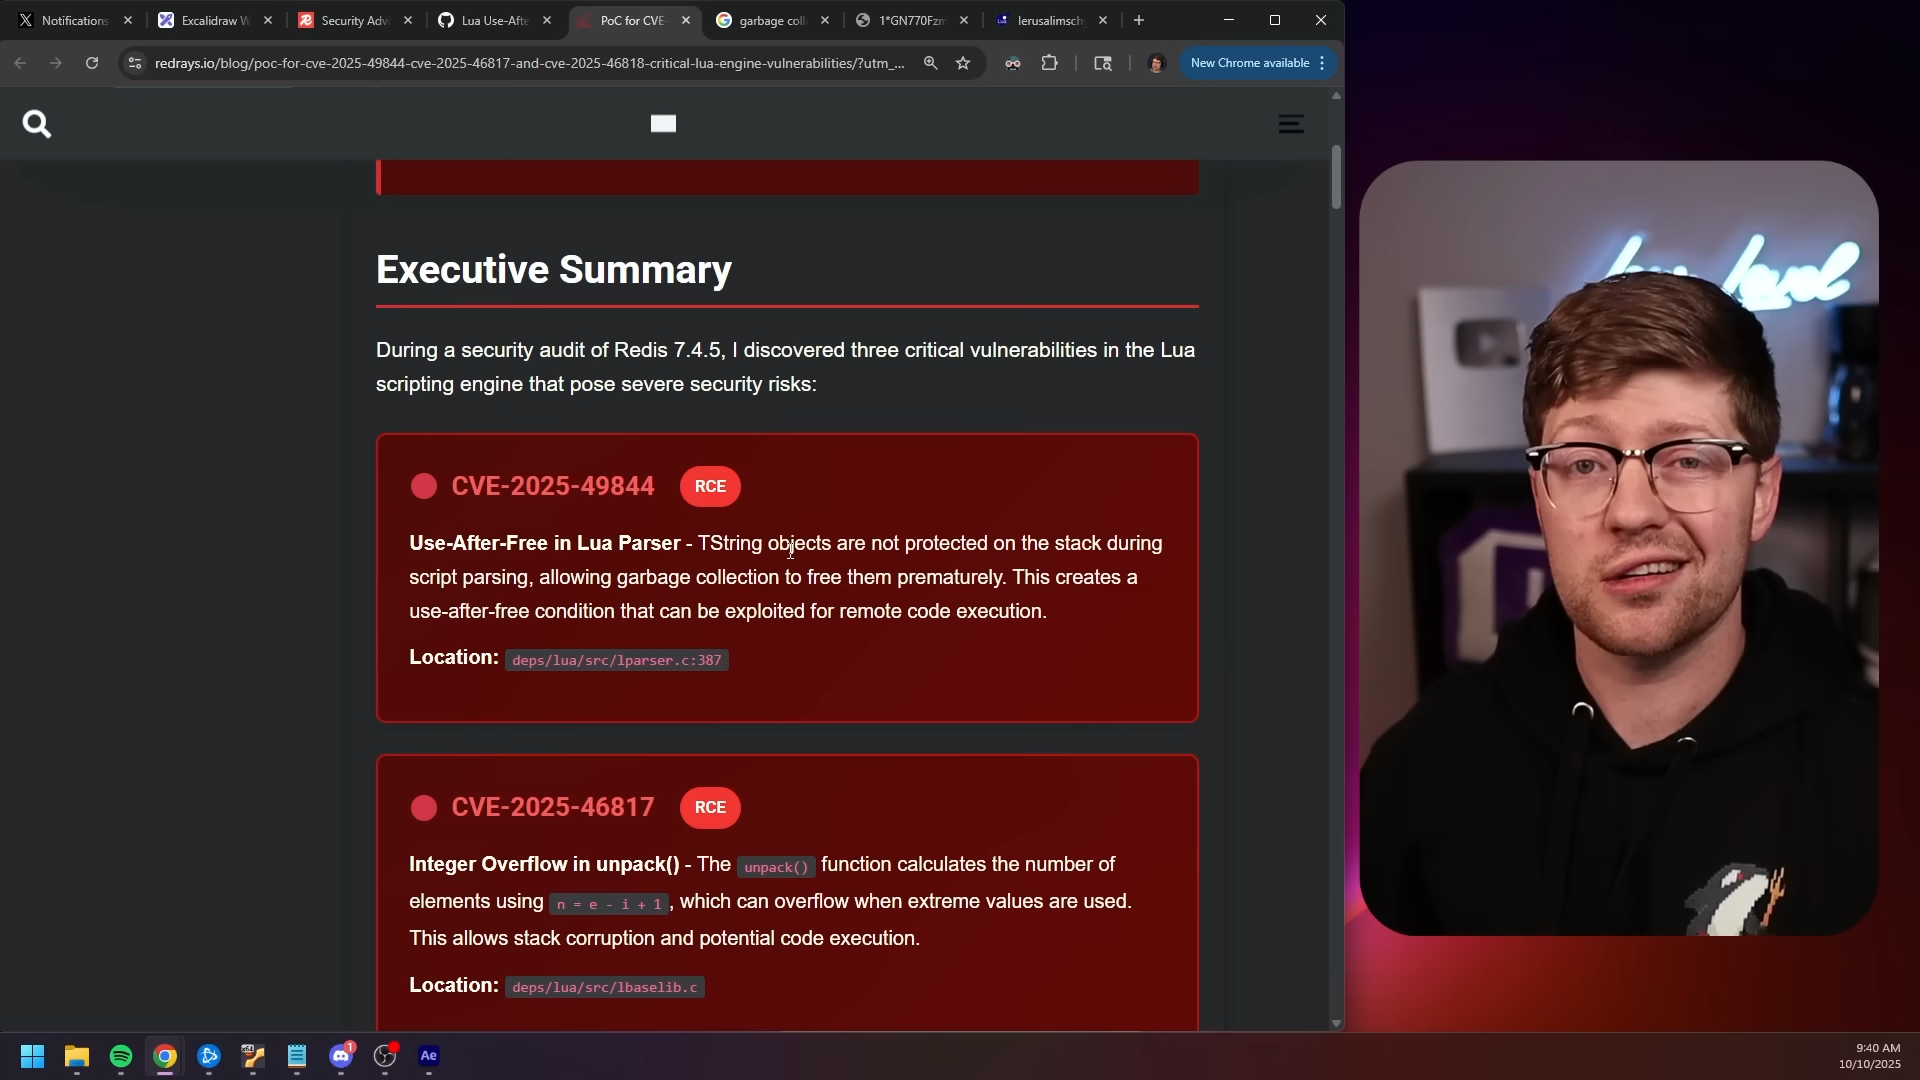 Notifications
Excalidraw W
Security Advi
Lua Use-Afte
PoC for CVE-
garbage coll
1*GN770Fzm
lerusalimsch
redrays.io/blog/poc-for-cve-2025-49844-cve-2025-46817-and-cve-2025-46818-critical-lua-engine-vulnerabilities/?utm_...
New Chrome available
low level
Executive Summary
During a security audit of Redis 7.4.5, I discovered three critical vulnerabilities in the Lua
scripting engine that pose severe security risks:
CVE-2025-49844 RCE
Use-After-Free in Lua Parser - TString objects are not protected on the stack during
script parsing, allowing garbage collection to free them prematurely. This creates a
use-after-free condition that can be exploited for remote code execution.
Location: deps/lua/src/lparser.c:387
CVE-2025-46817 RCE
Integer Overflow in unpack() - The unpack() function calculates the number of
elements using n = e - i + 1, which can overflow when extreme values are used.
This allows stack corruption and potential code execution.
Location: deps/lua/src/lbaselib.c
x64
1
Ae
9:40 AM
10/10/2025